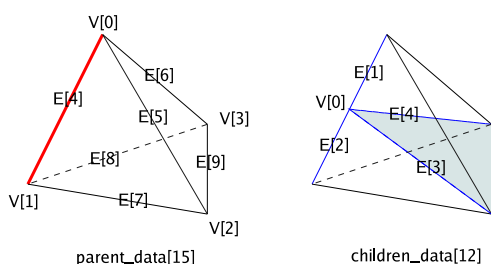 V[0]
E[4]
E[6]
E[5]
V[3]
E[8]
E[9]
V[1]
E[7]
V[2]
parent_data[15]
E[1]
V[0]
E[4]
E[2]
E[3]
children_data[12]